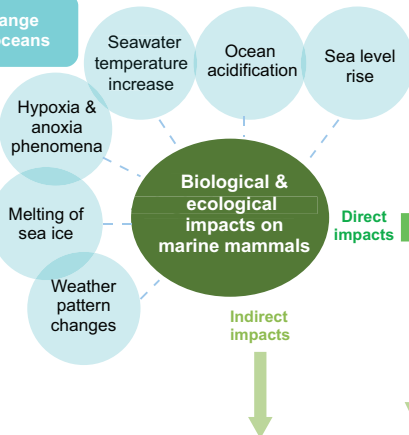 ange
oceans
Seawater
temperature
increase
Ocean
acidification
Sea level
rise
Hypoxia &
anoxia
phenomena
Melting of
sea ice
Weather
pattern
changes
Biological &
ecological
impacts on
marine mammals
Direct
impacts
Indirect
impacts